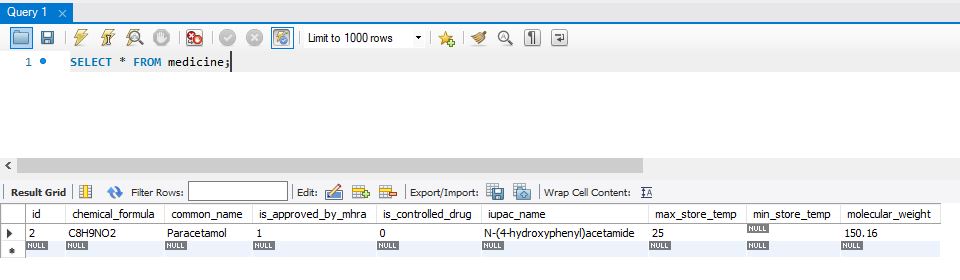 Query 1 ×
Limit to 1000 rows
1 SELECT * FROM medicine;
Result Grid Filter Rows: Edit: Export/Import: Wrap Cell Content:
id chemical_formula common_name is_approved_by_mhra is_controlled_drug iupac_name max_store_temp min_store_temp molecular_weight
2 C8H9NO2 Paracetamol 1 0 N-(4-hydroxyphenyl)acetamide 25 NULL 150.16
* NULL NULL NULL NULL NULL NULL NULL NULL NULL